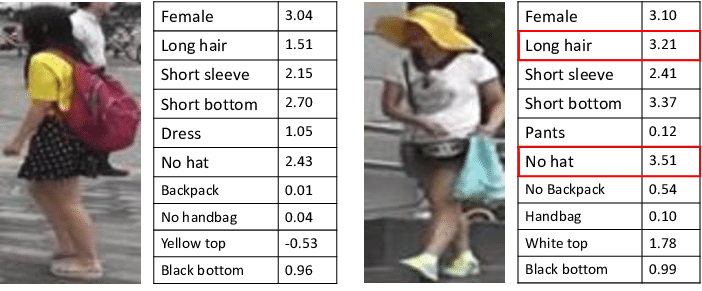 Female 3.04
Long hair 1.51
Short sleeve 2.15
Short bottom 2.70
Dress 1.05
No hat 2.43
Backpack 0.01
No handbag 0.04
Yellow top -0.53
Black bottom 0.96
Female 3.10
Long hair 3.21
Short sleeve 2.41
Short bottom 3.37
Pants 0.12
No hat 3.51
No Backpack 0.54
Handbag 0.10
White top 1.78
Black bottom 0.99